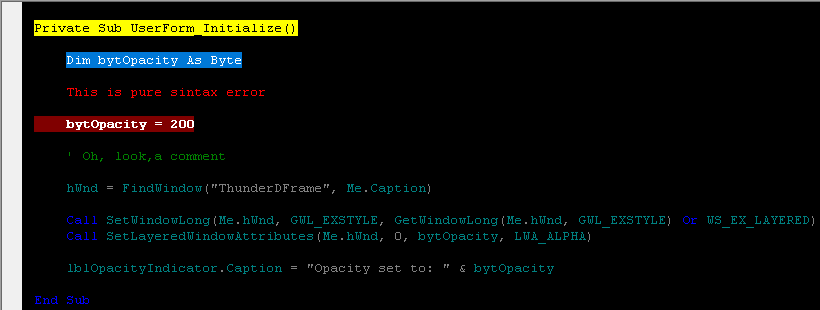 Private Sub UserForm_Initialize()
Dim bytOpacity As Byte
This is pure sintax error
bytOpacity = 200
' Oh, look,a comment
hWnd = FindWindow("ThunderDFrame", Me.Caption)
Call SetWindowLong(Me.hWnd, GWL_EXSTYLE, GetWindowLong(Me.hWnd, GWL_EXSTYLE) Or WS_EX_LAYERED)
Call SetLayeredWindowAttributes(Me.hWnd, 0, bytOpacity, LWA_ALPHA)
lblOpacityIndicator.Caption = "Opacity set to: " & bytOpacity
End Sub